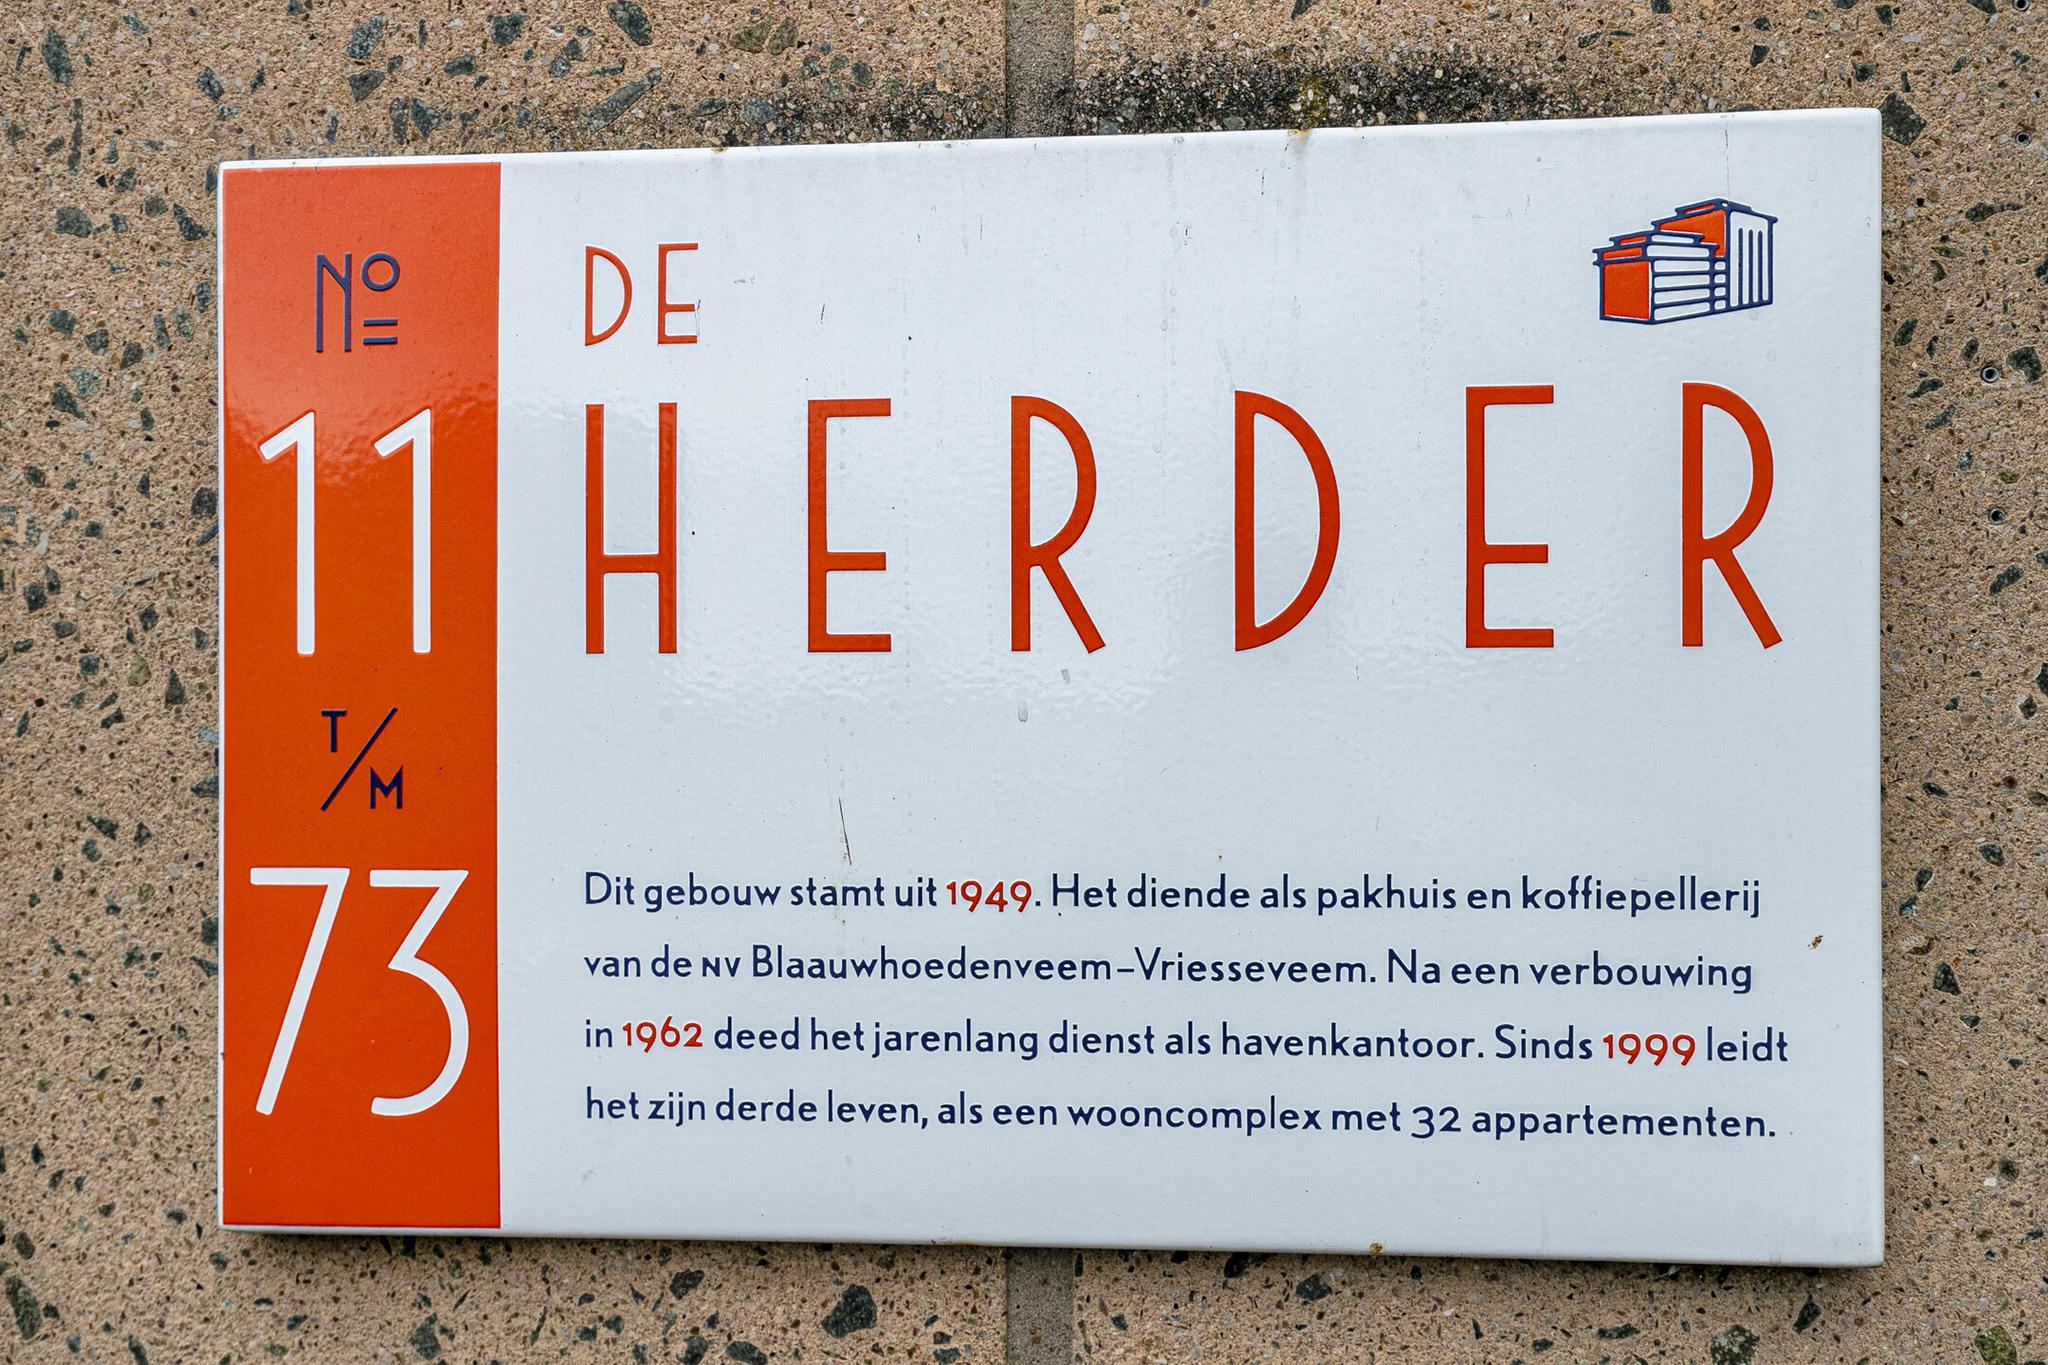 No
11
T/M
73
DE
HERDER
Dit gebouw stamt uit 1949. Het diende als pakhuis en koffiepellerij
van de NV Blaauwhoedenveem–Vriesseveem. Na een verbouwing
in 1962 deed het jarenlang dienst als havenkantoor. Sinds 1999 leidt
het zijn derde leven, als een wooncomplex met 32 appartementen.